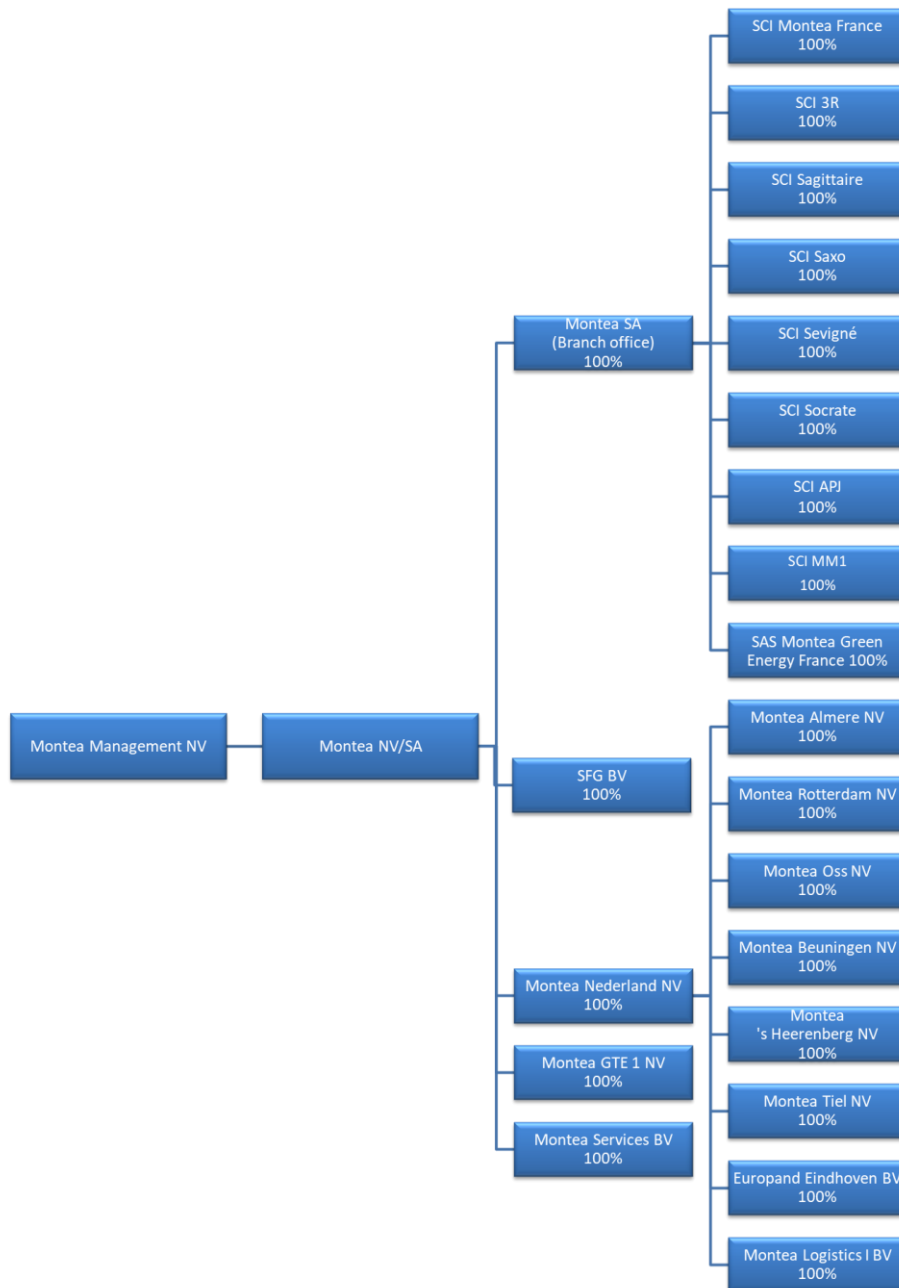 SCI Montea France
100%
SCI 3R
100%
SCI Sagittaire
100%
SCI Saxo
100%
Montea SA
(Branch office)
100%
SCI Sevigné
100%
SCI Socrate
100%
SCI APJ
100%
SCI MM1
100%
SAS Montea Green
Energy France 100%
Montea Management NV
Montea NV/SA
SFG BV
100%
Montea Almere NV
100%
Montea Rotterdam NV
100%
Montea Oss NV
100%
Montea Beuningen NV
100%
Montea Nederland NV
100%
Montea
's Heerenberg NV
100%
Montea GTE 1 NV
100%
Montea Tiel NV
100%
Montea Services BV
100%
Europand Eindhoven BV
100%
Montea Logistics I BV
100%